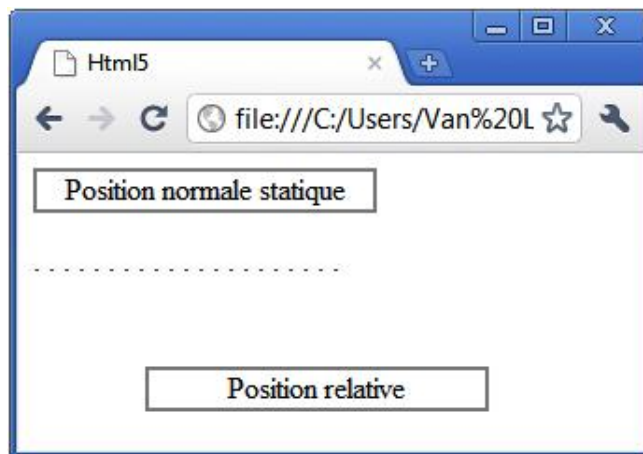 Html5
file:///C:/Users/Van%20L
Position normale statique
- - - - - - - - - - - - - - - - - - - - -
Position relative